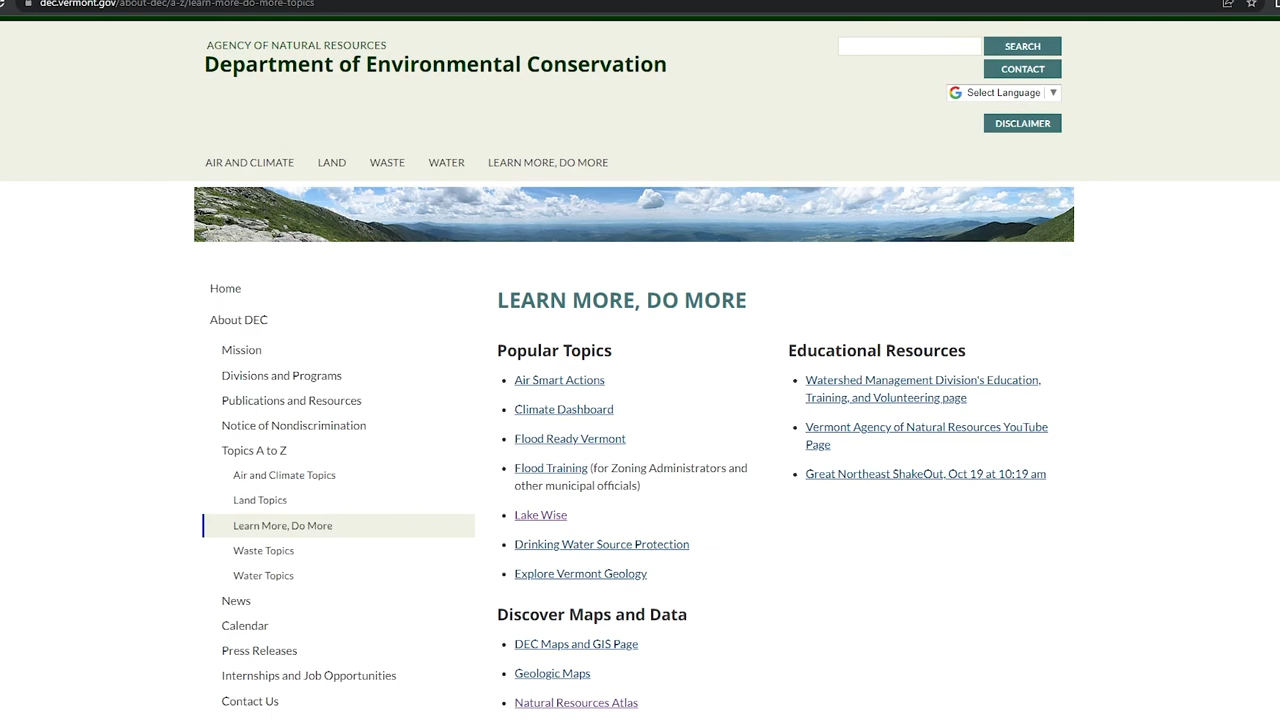 dec.vermont.gov/about-dec/a-z/learn-more-do-more-topics
AGENCY OF NATURAL RESOURCES
Department of Environmental Conservation
SEARCH
CONTACT
Select Language ▼
DISCLAIMER
AIR AND CLIMATE LAND WASTE WATER LEARN MORE, DO MORE
Home
About DEC
Mission
Divisions and Programs
Publications and Resources
Notice of Nondiscrimination
Topics A to Z
Air and Climate Topics
Land Topics
Learn More, Do More
Waste Topics
Water Topics
News
Calendar
Press Releases
Internships and Job Opportunities
Contact Us
LEARN MORE, DO MORE
Popular Topics
• Air Smart Actions
• Climate Dashboard
• Flood Ready Vermont
• Flood Training (for Zoning Administrators and
other municipal officials)
• Lake Wise
• Drinking Water Source Protection
• Explore Vermont Geology
Discover Maps and Data
• DEC Maps and GIS Page
• Geologic Maps
• Natural Resources Atlas
Educational Resources
• Watershed Management Division's Education,
Training, and Volunteering page
• Vermont Agency of Natural Resources YouTube
Page
• Great Northeast ShakeOut, Oct 19 at 10:19 am